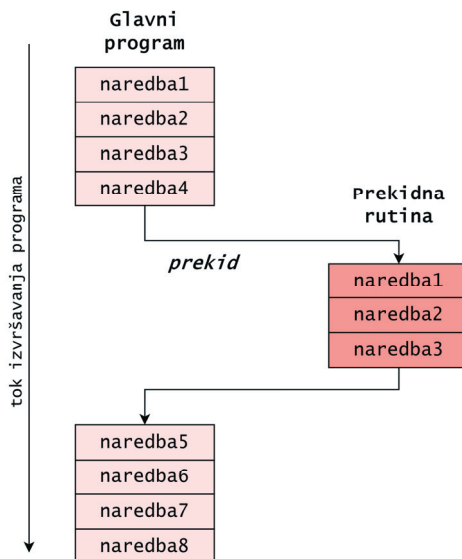 Glavni
program
naredba1
naredba2
naredba3
naredba4
Prekidna
rutina
prekid
naredba1
naredba2
naredba3
naredba5
naredba6
naredba7
naredba8
tok izvršavanja programa